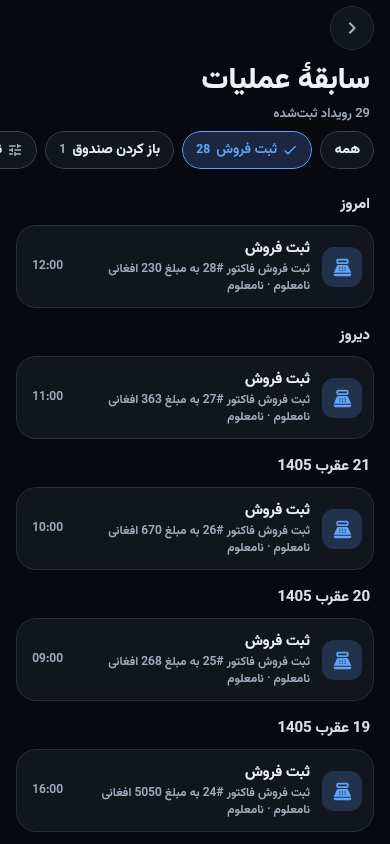 سابقهٔ عملیات
29 رویداد ثبت‌شده
همه
ثبت فروش 28
باز کردن صندوق 1
امروز
ثبت فروش
ثبت فروش فاکتور #28 به مبلغ 230 افغانی
نامعلوم · نامعلوم
12:00
دیروز
ثبت فروش
ثبت فروش فاکتور #27 به مبلغ 363 افغانی
نامعلوم · نامعلوم
11:00
21 عقرب 1405
ثبت فروش
ثبت فروش فاکتور #26 به مبلغ 670 افغانی
نامعلوم · نامعلوم
10:00
20 عقرب 1405
ثبت فروش
ثبت فروش فاکتور #25 به مبلغ 268 افغانی
نامعلوم · نامعلوم
09:00
19 عقرب 1405
ثبت فروش
ثبت فروش فاکتور #24 به مبلغ 5050 افغانی
نامعلوم · نامعلوم
16:00